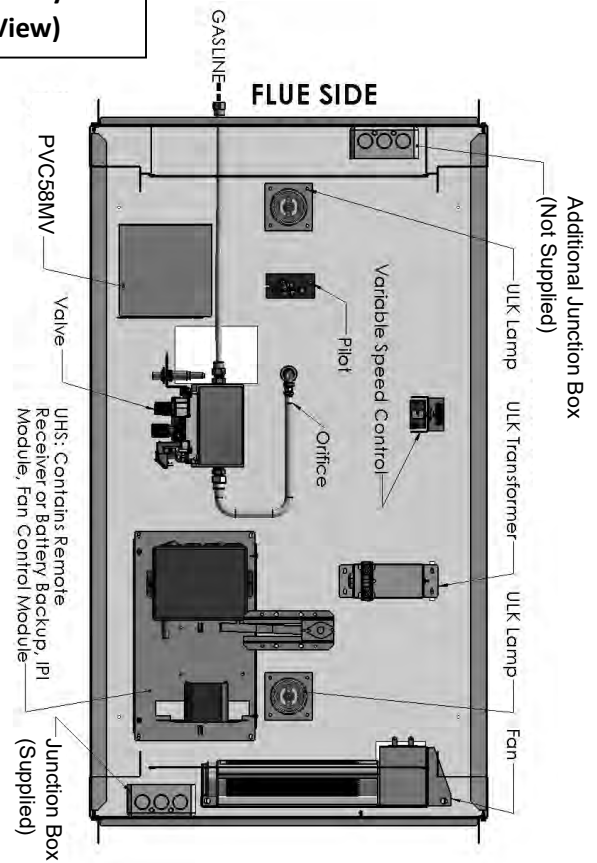 View)
GASLINE
FLUE SIDE
Additional Junction Box
(Not Supplied)
ULK Lamp
ULK Transformer
ULK Lamp
Fan
Variable Speed Control
Pilot
Orifice
PVC58MV
Valve
UHS: Contains Remote
Receiver or Battery Backup, IPI
Module, Fan Control Module
Junction Box
(Supplied)